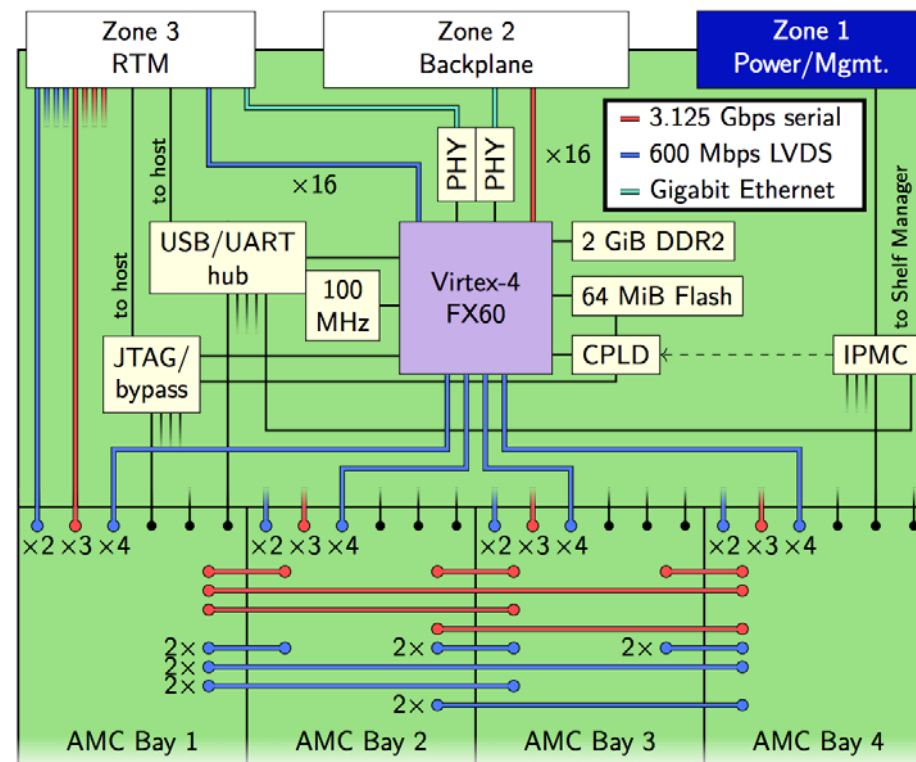 Zone 3
RTM
Zone 2
Backplane
Zone 1
Power/Mgmt.
3.125 Gbps serial
600 Mbps LVDS
Gigabit Ethernet
×16
×16
PHY
PHY
to host
to host
to Shelf Manager
USB/UART
hub
100
MHz
Virtex-4
FX60
2 GiB DDR2
64 MiB Flash
CPLD
IPMC
JTAG/
bypass
×2 ×3 ×4
×2 ×3 ×4
×2 ×3 ×4
×2 ×3 ×4
2× 2× 2×
2×
2×
2×
AMC Bay 1
AMC Bay 2
AMC Bay 3
AMC Bay 4